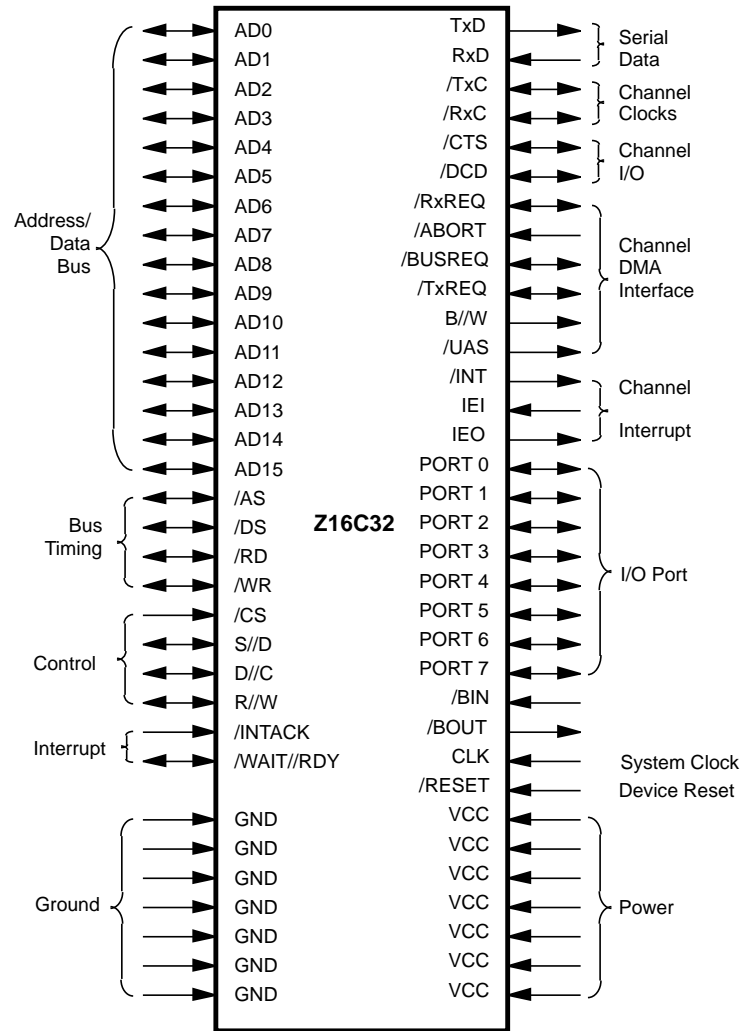 AD0
AD1
AD2
AD3
AD4
AD5
AD6
AD7
AD8
AD9
AD10
AD11
AD12
AD13
AD14
AD15
/AS
/DS
/RD
/WR
/CS
S//D
D//C
R//W
/INTACK
/WAIT//RDY
GND
GND
GND
GND
GND
GND
GND
Address/
Data
Bus
Bus
Timing
Control
Interrupt
Ground
Z16C32
TxD
RxD
/TxC
/RxC
/CTS
/DCD
/RxREQ
/ABORT
/BUSREQ
/TxREQ
B//W
/UAS
/INT
IEI
IEO
PORT 0
PORT 1
PORT 2
PORT 3
PORT 4
PORT 5
PORT 6
PORT 7
/BIN
/BOUT
CLK
/RESET
VCC
VCC
VCC
VCC
VCC
VCC
VCC
Serial
Data
Channel
Clocks
Channel
I/O
Channel
DMA
Interface
Channel
Interrupt
I/O Port
System Clock
Device Reset
Power